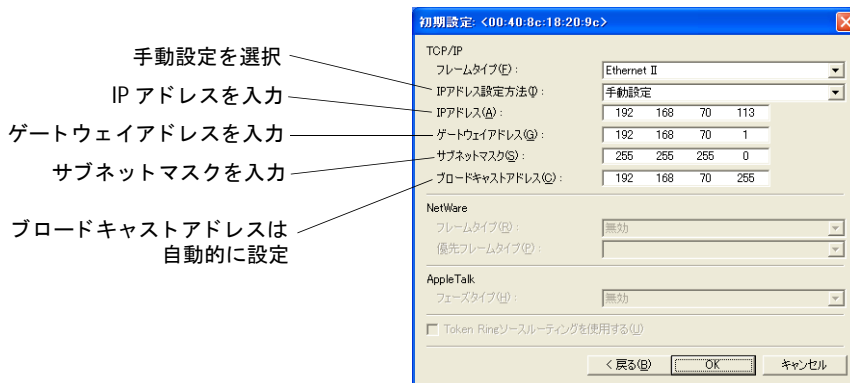 初期設定: <00:40:8c:18:20:9c>
手動設定を選択
IP アドレスを入力
ゲートウェイアドレスを入力
サブネットマスクを入力
ブロードキャストアドレスは
自動的に設定
TCP/IP
フレームタイプ(F): Ethernet II
IPアドレス設定方法(I): 手動設定
IPアドレス(A): 192 168 70 113
ゲートウェイアドレス(G): 192 168 70 1
サブネットマスク(S): 255 255 255 0
ブロードキャストアドレス(C): 192 168 70 255
NetWare
フレームタイプ(R): 無効
優先フレームタイプ(P):
AppleTalk
フェーズタイプ(H): 無効
Token Ringソースルーティングを使用する(U)
< 戻る(B) OK キャンセル